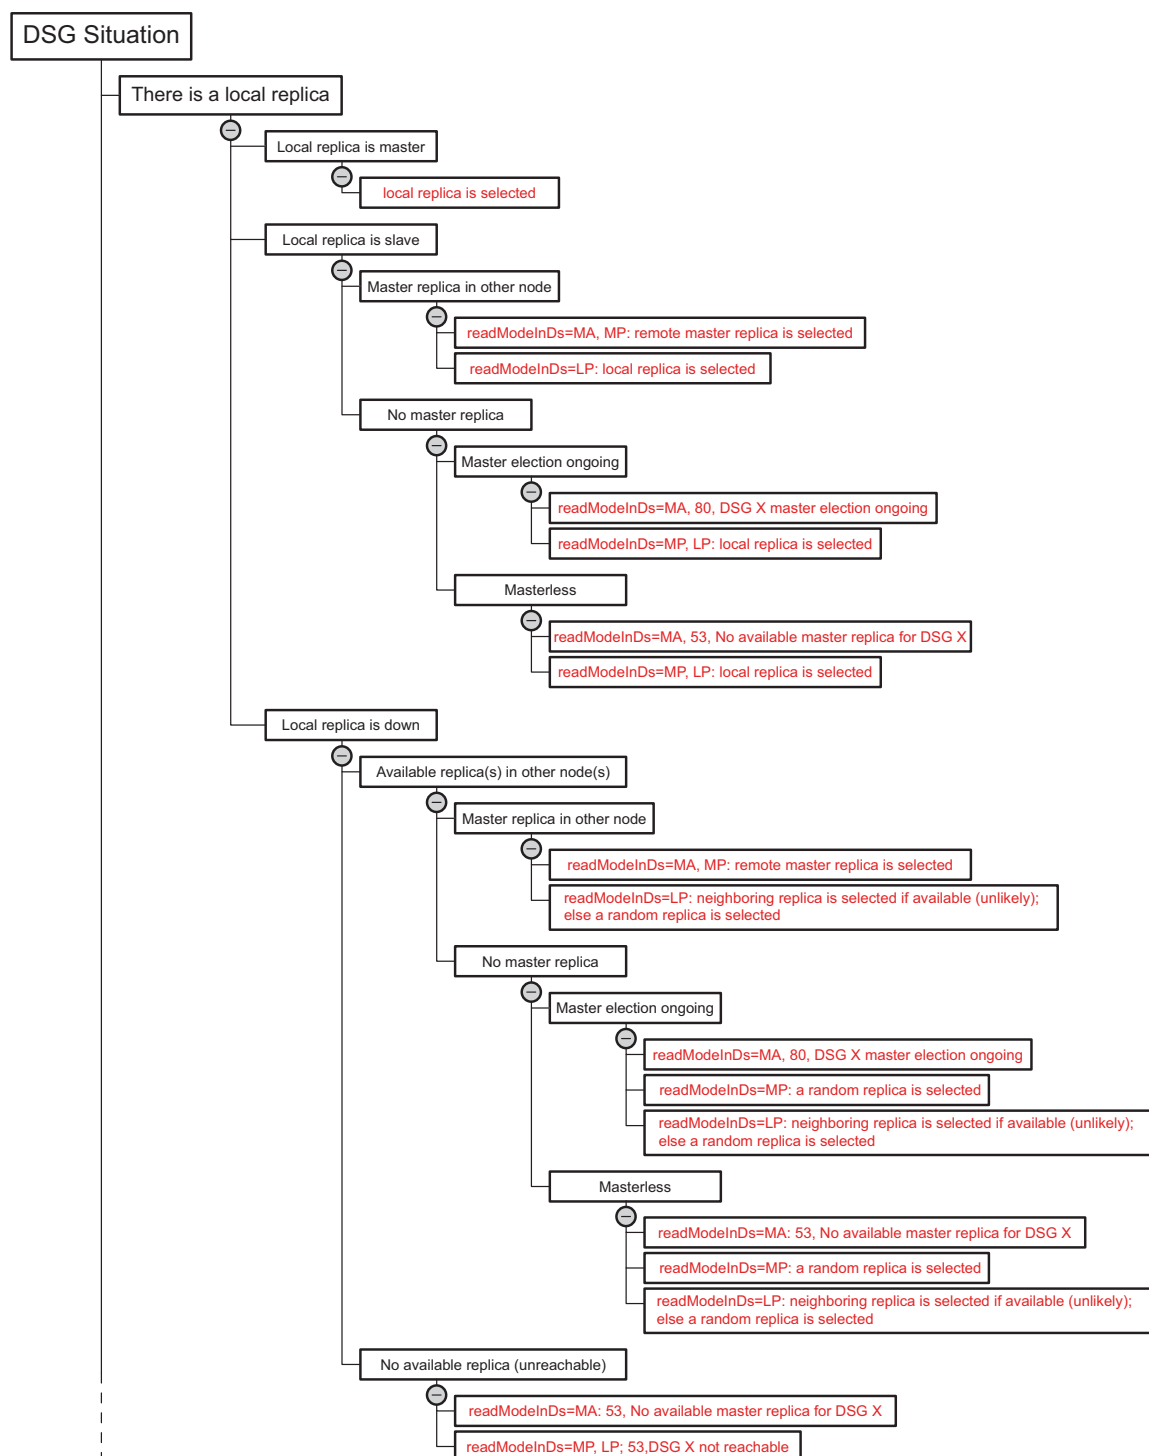 DSG Situation
There is a local replica
Local replica is master
local replica is selected
Local replica is slave
Master replica in other node
readModeInDs=MA, MP: remote master replica is selected
readModeInDs=LP: local replica is selected
No master replica
Master election ongoing
readModeInDs=MA, 80, DSG X master election ongoing
readModeInDs=MP, LP: local replica is selected
Masterless
readModeInDs=MA, 53, No available master replica for DSG X
readModeInDs=MP, LP: local replica is selected
Local replica is down
Available replica(s) in other node(s)
Master replica in other node
readModeInDs=MA, MP: remote master replica is selected
readModeInDs=LP: neighboring replica is selected if available (unlikely);
else a random replica is selected
No master replica
Master election ongoing
readModeInDs=MA, 80, DSG X master election ongoing
readModeInDs=MP: a random replica is selected
readModeInDs=LP: neighboring replica is selected if available (unlikely);
else a random replica is selected
Masterless
readModeInDs=MA: 53, No available master replica for DSG X
readModeInDs=MP: a random replica is selected
readModeInDs=LP: neighboring replica is selected if available (unlikely);
else a random replica is selected
No available replica (unreachable)
readModeInDs=MA: 53, No available master replica for DSG X
readModeInDs=MP, LP; 53,DSG X not reachable